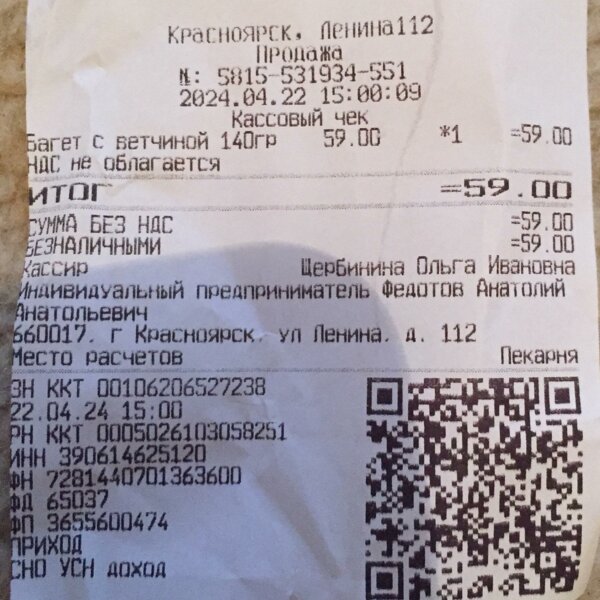 Красноярск, Ленина112
Продажа
№: 5815-531934-551
2024.04.22 15:00:09
Кассовый чек
Багет с ветчиной 140гр 59.00 *1 =59.00
НДС не облагается
ИТОГ =59.00
СУММА БЕЗ НДС =59.00
БЕЗНАЛИЧНЫМИ =59.00
Кассир Щербинина Ольга Ивановна
Индивидуальный предприниматель Федотов Анатолий
Анатольевич
660017, г Красноярск, ул Ленина, д. 112
Место расчетов Пекарня
ЗН ККТ 00106206527238
22.04.24 15:00
РН ККТ 0005026103058251
ИНН 390614625120
ФН 7281440701363600
ФД 65037
ФП 3655600474
ПРИХОД
СНО УСН доход